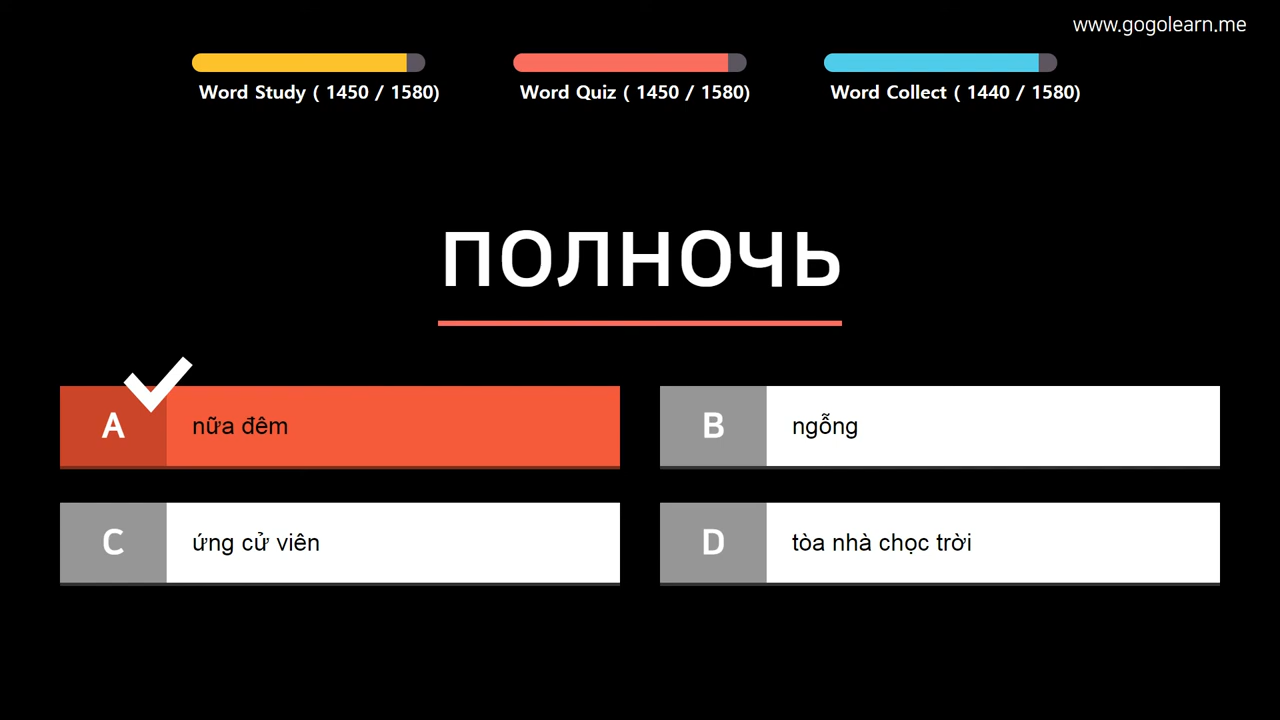 www.gogolearn.me
Word Study ( 1450 / 1580)
Word Quiz ( 1450 / 1580)
Word Collect ( 1440 / 1580)
ПОЛНОЧЬ
A
nữa đêm
B
ngỗng
C
ứng cử viên
D
tòa nhà chọc trời